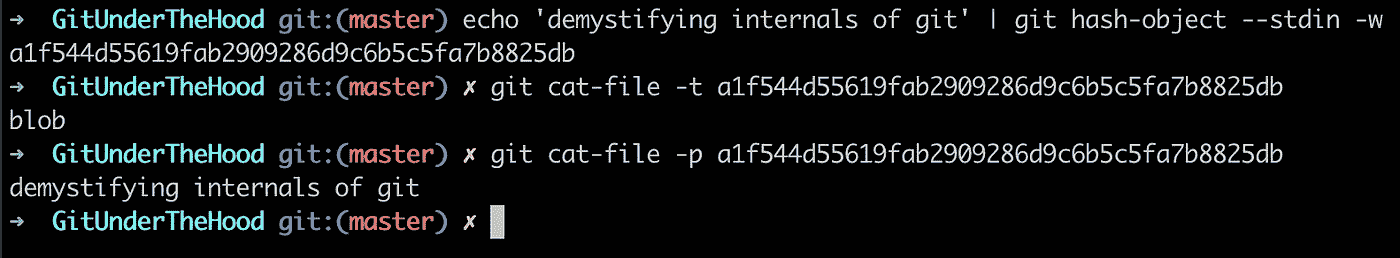 → GitUnderTheHood git:(master) echo 'demystifying internals of git' | git hash-object --stdin -w
a1f544d55619fab2909286d9c6b5c5fa7b8825db
→ GitUnderTheHood git:(master) ✗ git cat-file -t a1f544d55619fab2909286d9c6b5c5fa7b8825db
blob
→ GitUnderTheHood git:(master) ✗ git cat-file -p a1f544d55619fab2909286d9c6b5c5fa7b8825db
demystifying internals of git
→ GitUnderTheHood git:(master) ✗